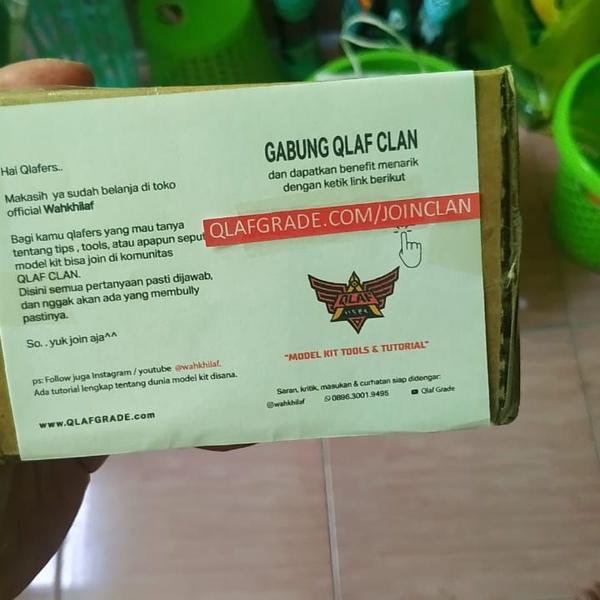 Hai Qlafers..
Makasih ya sudah belanja di toko
official Wahkhilaf
Bagi kamu qlafers yang mau tanya
tentang tips , tools, atau apapun seput
model kit bisa join di komunitas
QLAF CLAN.
Disini semua pertanyaan pasti dijawab,
dan nggak akan ada yang membully
pastinya.
So. . yuk join aja^^
ps: Follow juga Instagram / youtube @wahkhilaf.
Ada tutorial lengkap tentang dunia model kit disana.
www.QLAFGRADE.com
GABUNG QLAF CLAN
dan dapatkan benefit menarik
dengan ketik link berikut
QLAFGRADE.COM/JOINCLAN
QLAF
"MODEL KIT TOOLS & TUTORIAL"
Saran, kritik, masukan & curhatan siap didengar:
@wahkhilaf 0896.3001.9495 Qlaf Grade